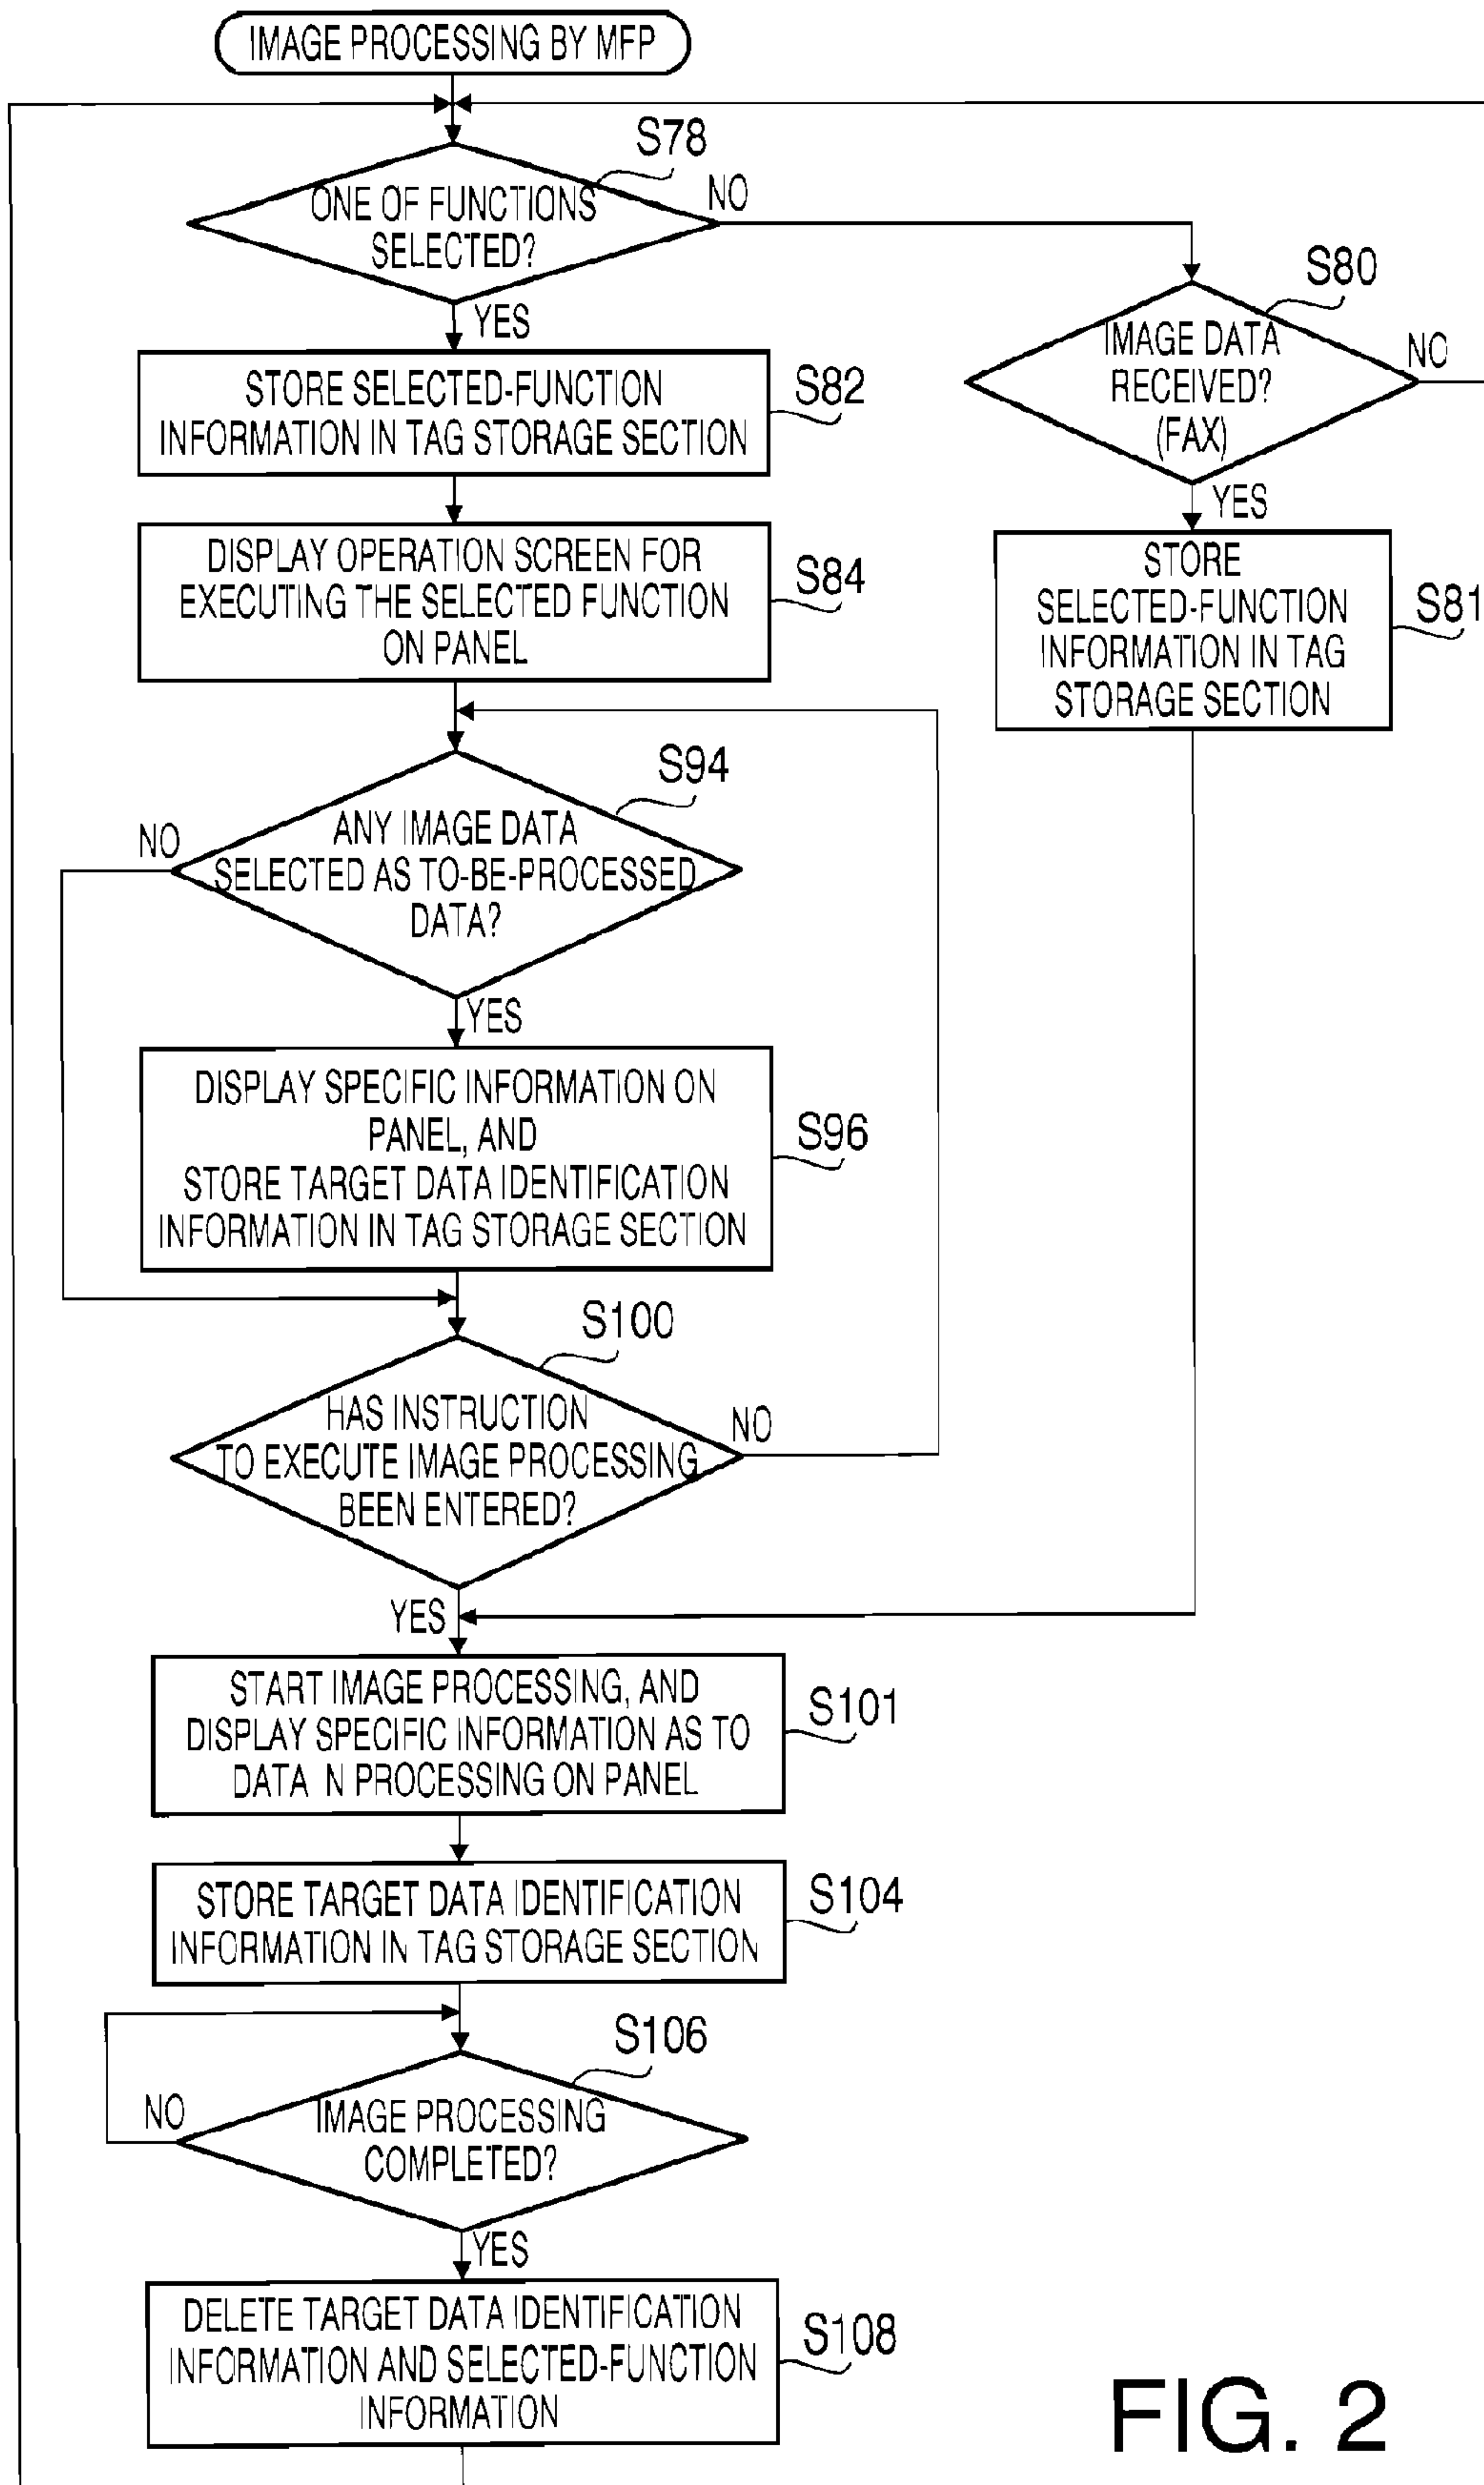 IMAGE PROCESSING BY MFP
S78
ONE OF FUNCTIONS
SELECTED?
NO
YES
S80
IMAGE DATA
RECEIVED?
(FAX)
NO
YES
S82
STORE SELECTED-FUNCTION
INFORMATION IN TAG STORAGE SECTION
S81
STORE
SELECTED-FUNCTION
INFORMATION IN TAG
STORAGE SECTION
S84
DISPLAY OPERATION SCREEN FOR
EXECUTING THE SELECTED FUNCTION
ON PANEL
S94
ANY IMAGE DATA
SELECTED AS TO-BE-PROCESSED
DATA?
NO
YES
S96
DISPLAY SPECIFIC INFORMATION ON
PANEL, AND
STORE TARGET DATA IDENTIFICATION
INFORMATION IN TAG STORAGE SECTION
S100
HAS INSTRUCTION
TO EXECUTE IMAGE PROCESSING
BEEN ENTERED?
NO
YES
S101
START IMAGE PROCESSING, AND
DISPLAY SPECIFIC INFORMATION AS TO
DATA N PROCESSING ON PANEL
S104
STORE TARGET DATA IDENTIFICATION
INFORMATION IN TAG STORAGE SECTION
S106
IMAGE PROCESSING
COMPLETED?
NO
YES
S108
DELETE TARGET DATA IDENTIFICATION
INFORMATION AND SELECTED-FUNCTION
INFORMATION
FIG. 2